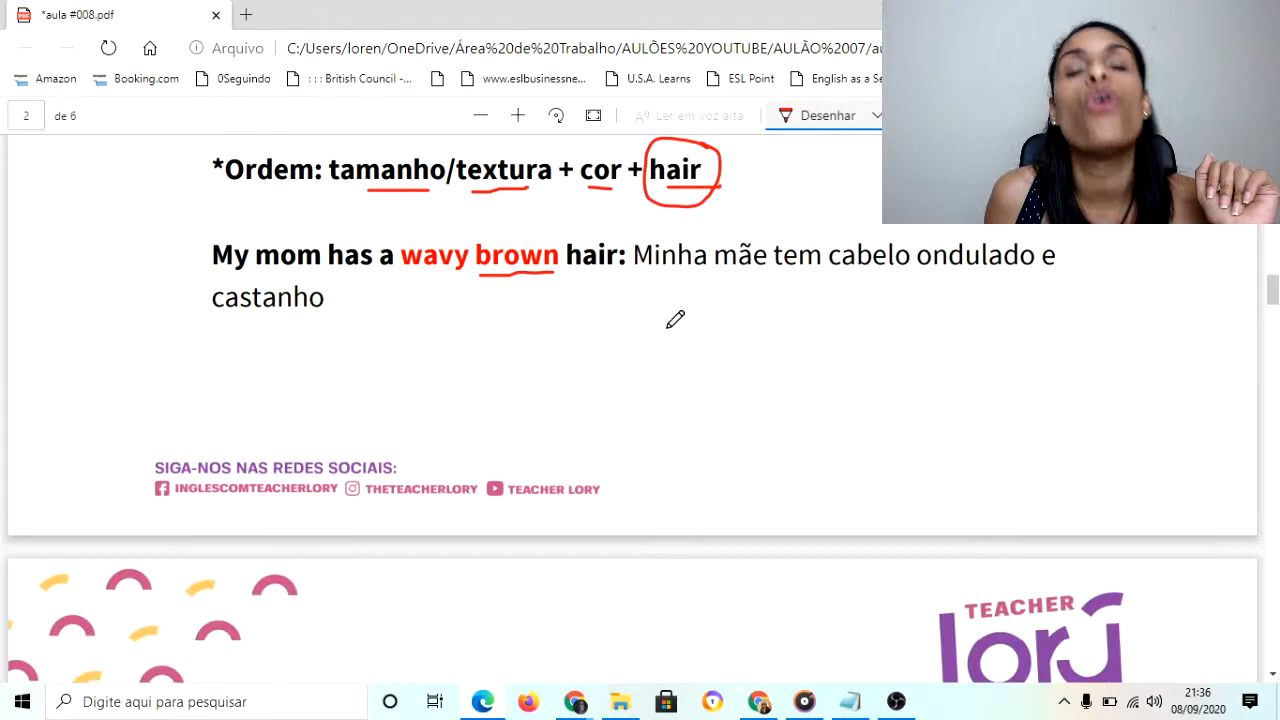 *aula #008.pdf
Arquivo C:/Users/loren/OneDrive/Área%20de%20Trabalho/AULÕES%20YOUTUBE/AULÃO%2007/au
Amazon Booking.com 0Seguindo : : : British Council -... www.eslbusinessne... U.S.A. Learns ESL Point English as a Se
2 de 6 Ler em voz alta Desenhar
*Ordem: tamanho/textura + cor + hair
My mom has a wavy brown hair: Minha mãe tem cabelo ondulado e
castanho
SIGA-NOS NAS REDES SOCIAIS:
INGLESCOMTEACHERLORY THETEACHERLORY TEACHER LORY
TEACHER
lory
Digite aqui para pesquisar 21:36
08/09/2020